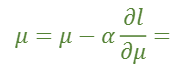 μ = μ − α ∂l/∂μ =